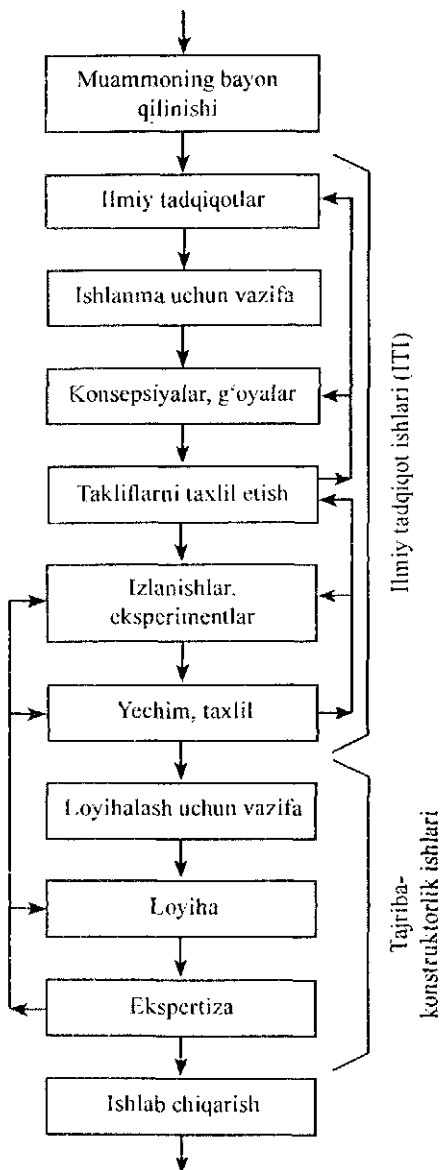 Muammoning bayon
qilinishi
Ilmiy tadqiqotlar
Ishlanma uchun vazifa
Konsepsiyalar, g‘oyalar
Takliflarni taxlil etish
Izlanishlar,
eksperimentlar
Yechim, taxlil
Ilmiy tadqiqot ishlari (ITI)
Loyihalash uchun vazifa
Loyiha
Ekspertiza
Tajriba-
konstruktorlik ishlari
Ishlab chiqarish